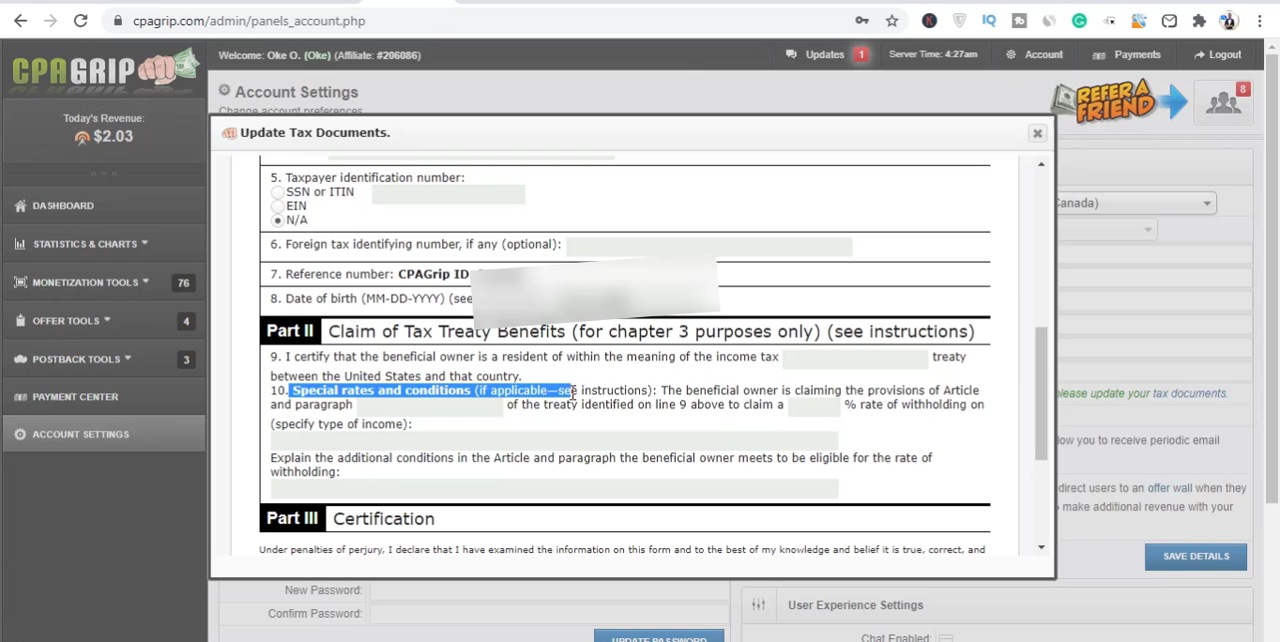 cpagrip.com/admin/panels_account.php
CPAGRIP
Welcome: Oke O. (Oke) (Affiliate: #206086)
Updates 1
Server Time: 4:27am
Account
Payments
Logout
Today's Revenue:
$2.03
Account Settings
Change account preferences
REFER A FRIEND
8
Update Tax Documents.
DASHBOARD
STATISTICS & CHARTS
MONETIZATION TOOLS 76
OFFER TOOLS 4
POSTBACK TOOLS 3
PAYMENT CENTER
ACCOUNT SETTINGS
5. Taxpayer identification number:
SSN or ITIN
EIN
N/A
6. Foreign tax identifying number, if any (optional):
7. Reference number: CPAGrip ID
8. Date of birth (MM-DD-YYYY) (see
Part II Claim of Tax Treaty Benefits (for chapter 3 purposes only) (see instructions)
9. I certify that the beneficial owner is a resident of within the meaning of the income tax treaty
between the United States and that country.
10. Special rates and conditions (if applicable—see instructions): The beneficial owner is claiming the provisions of Article
and paragraph of the treaty identified on line 9 above to claim a % rate of withholding on
(specify type of income):
Explain the additional conditions in the Article and paragraph the beneficial owner meets to be eligible for the rate of
withholding:
Part III Certification
Under penalties of perjury, I declare that I have examined the information on this form and to the best of my knowledge and belief it is true, correct, and
Canada)
please update your tax documents.
low you to receive periodic email
direct users to an offer wall when they
to make additional revenue with your
SAVE DETAILS
New Password:
Confirm Password:
UPDATE PASSWORD
User Experience Settings
Chat Enabled: